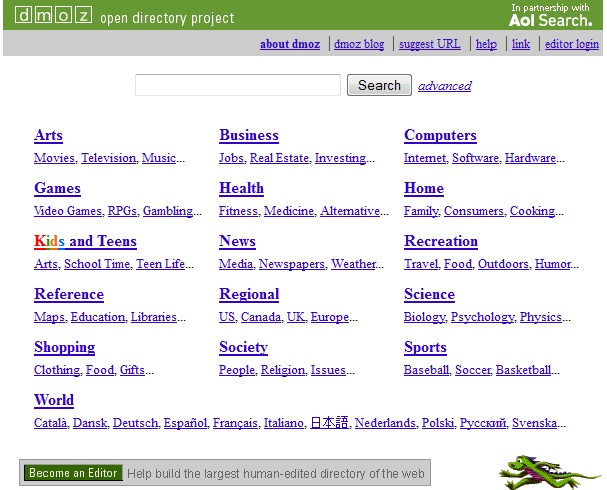 dmoz open directory project
In partnership with
Aol Search.
about dmoz | dmoz blog | suggest URL | help | link | editor login
Search advanced
Arts Business Computers
Movies, Television, Music... Jobs, Real Estate, Investing... Internet, Software, Hardware...
Games Health Home
Video Games, RPGs, Gambling... Fitness, Medicine, Alternative... Family, Consumers, Cooking...
Kids and Teens News Recreation
Arts, School Time, Teen Life... Media, Newspapers, Weather... Travel, Food, Outdoors, Humor...
Reference Regional Science
Maps, Education, Libraries... US, Canada, UK, Europe... Biology, Psychology, Physics...
Shopping Society Sports
Clothing, Food, Gifts... People, Religion, Issues... Baseball, Soccer, Basketball...
World
Català, Dansk, Deutsch, Español, Français, Italiano, 日本語, Nederlands, Polski, Русский, Svenska...
Become an Editor Help build the largest human-edited directory of the web